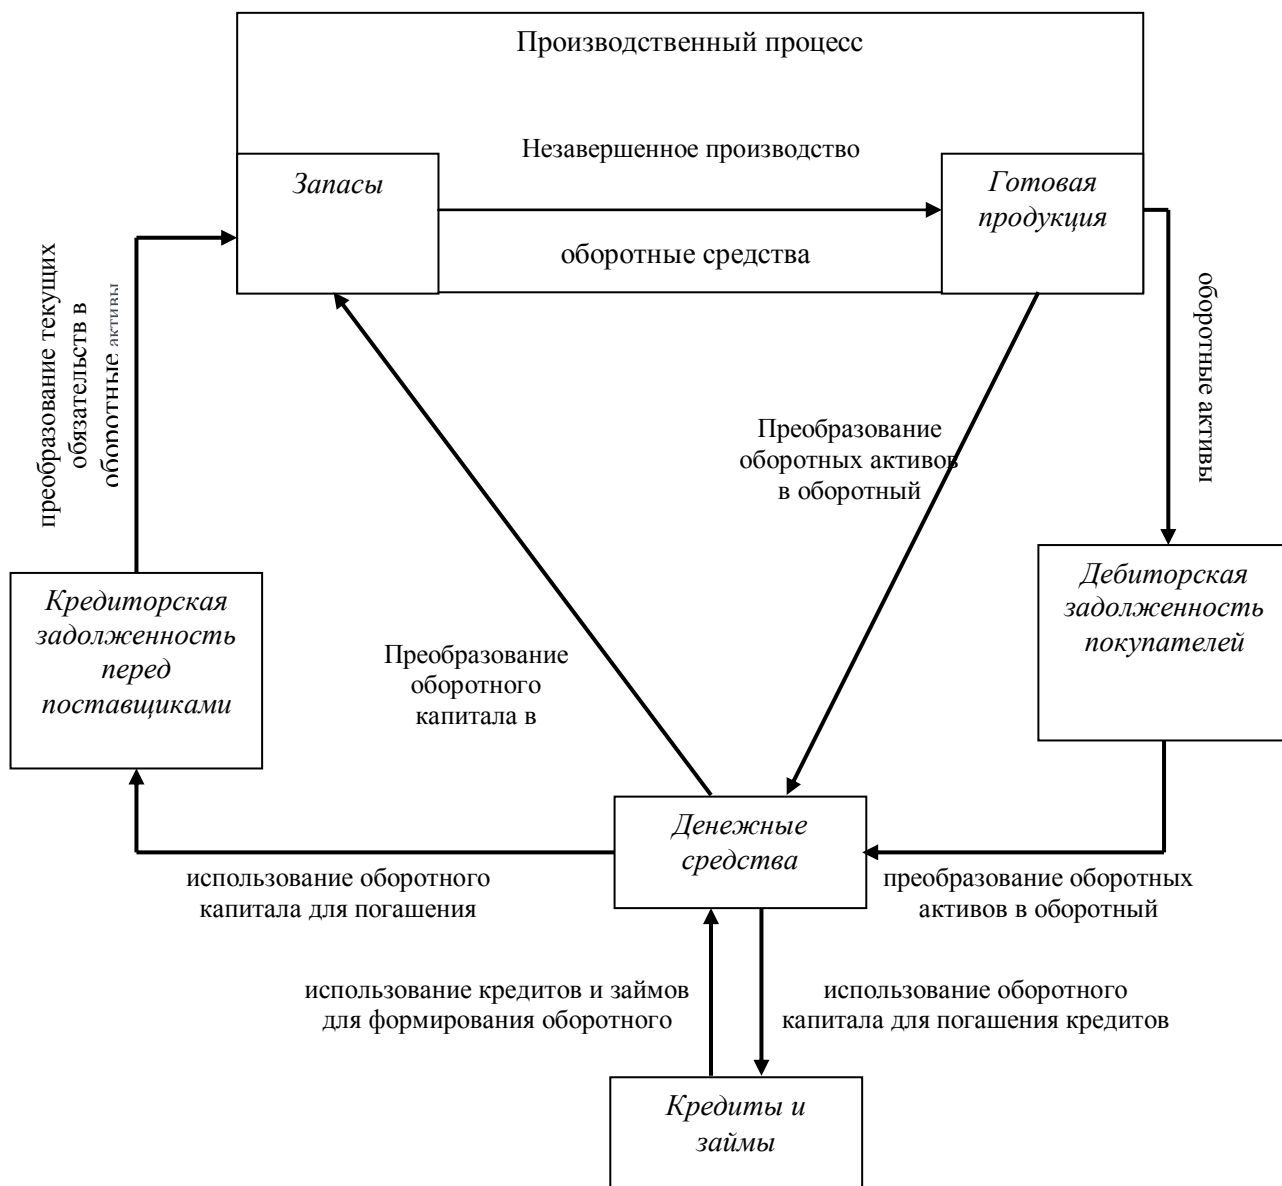 Производственный процесс
Незавершенное производство
Запасы
Готовая
продукция
оборотные средства
преобразование текущих
обязательств в
оборотные активы
оборотные активы
Преобразование
оборотных активов
в оборотный
Кредиторская
задолженность
перед
поставщиками
Дебиторская
задолженность
покупателей
Преобразование
оборотного
капитала в
Денежные
средства
использование оборотного
капитала для погашения
преобразование оборотных
активов в оборотный
использование кредитов и займов
для формирования оборотного
использование оборотного
капитала для погашения кредитов
Кредиты и
займы